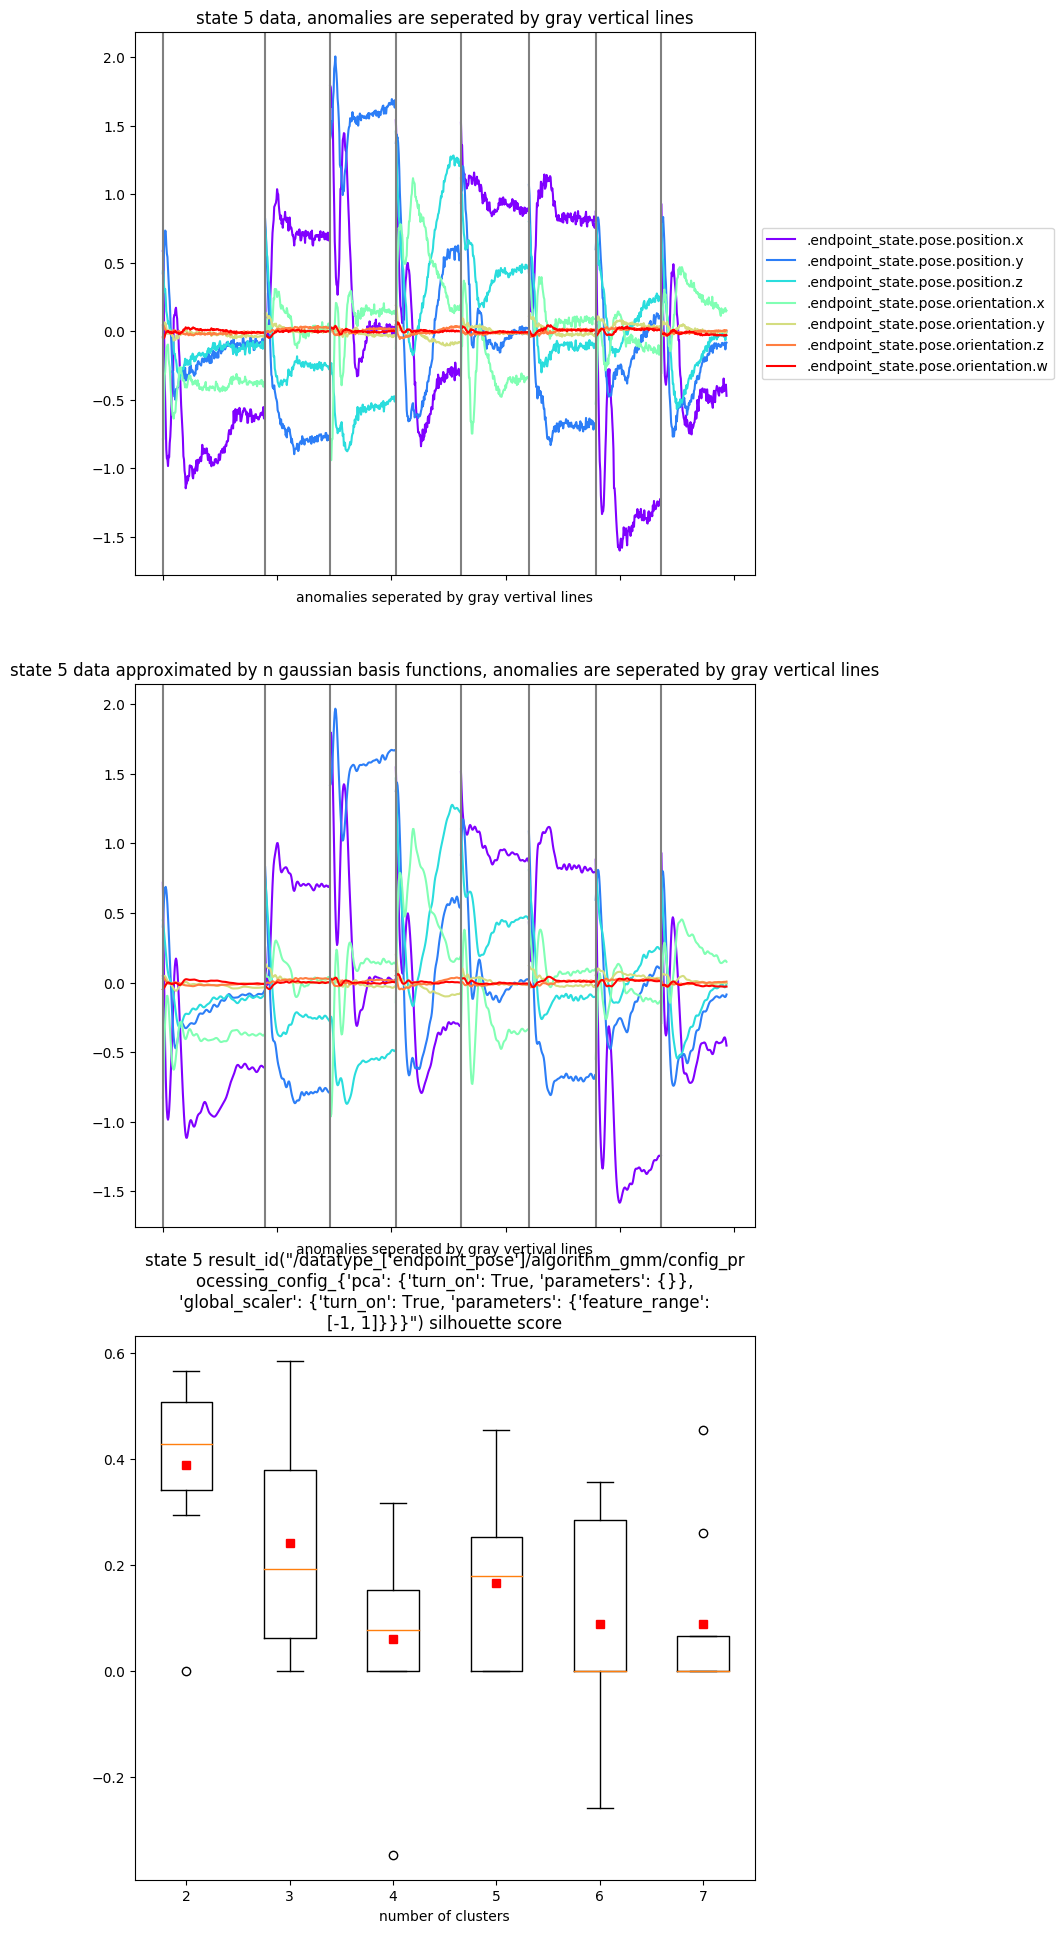 state 5 data, anomalies are seperated by gray vertical lines
2.0
1.5
1.0
0.5
0.0
−0.5
−1.0
−1.5
.endpoint_state.pose.position.x
.endpoint_state.pose.position.y
.endpoint_state.pose.position.z
.endpoint_state.pose.orientation.x
.endpoint_state.pose.orientation.y
.endpoint_state.pose.orientation.z
.endpoint_state.pose.orientation.w
anomalies seperated by gray vertival lines
state 5 data approximated by n gaussian basis functions, anomalies are seperated by gray vertical lines
2.0
1.5
1.0
0.5
0.0
−0.5
−1.0
−1.5
anomalies seperated by gray vertival lines
state 5 result_id("/datatype_['endpoint_pose']/algorithm_gmm/config_pr
ocessing_config_{'pca': {'turn_on': True, 'parameters': {}},
'global_scaler': {'turn_on': True, 'parameters': {'feature_range':
[-1, 1]}}}") silhouette score
0.6
0.4
0.2
0.0
−0.2
2 3 4 5 6 7
number of clusters